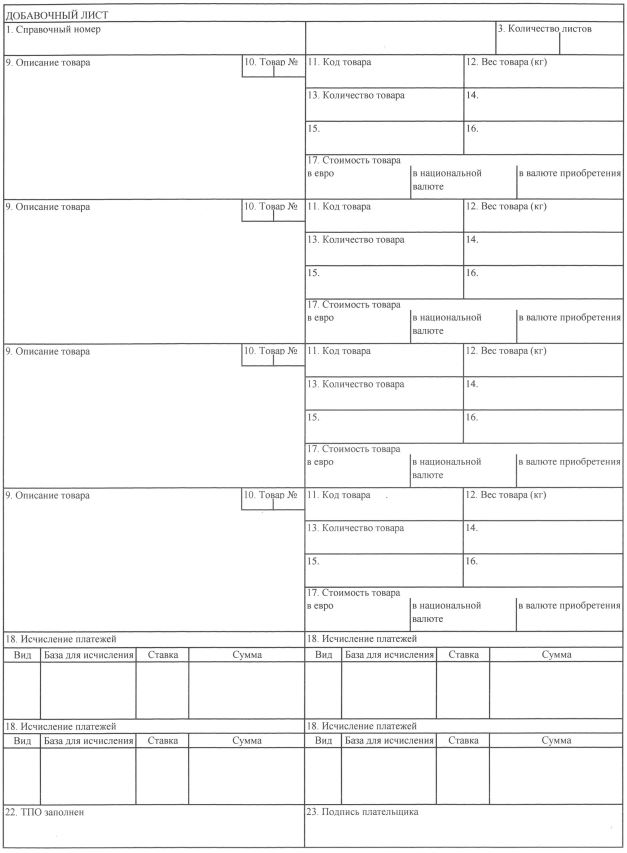 ДОБАВОЧНЫЙ ЛИСТ
1. Справочный номер 3. Количество листов
9. Описание товара 10. Товар № 11. Код товара 12. Вес товара (кг)
13. Количество товара 14.
15. 16.
17. Стоимость товара
в евро в национальной валюте в валюте приобретения
9. Описание товара 10. Товар № 11. Код товара 12. Вес товара (кг)
13. Количество товара 14.
15. 16.
17. Стоимость товара
в евро в национальной валюте в валюте приобретения
9. Описание товара 10. Товар № 11. Код товара 12. Вес товара (кг)
13. Количество товара 14.
15. 16.
17. Стоимость товара
в евро в национальной валюте в валюте приобретения
9. Описание товара 10. Товар № 11. Код товара 12. Вес товара (кг)
13. Количество товара 14.
15. 16.
17. Стоимость товара
в евро в национальной валюте в валюте приобретения
18. Исчисление платежей 18. Исчисление платежей
Вид База для исчисления Ставка Сумма Вид База для исчисления Ставка Сумма
18. Исчисление платежей 18. Исчисление платежей
Вид База для исчисления Ставка Сумма Вид База для исчисления Ставка Сумма
22. ТПО заполнен 23. Подпись плательщика